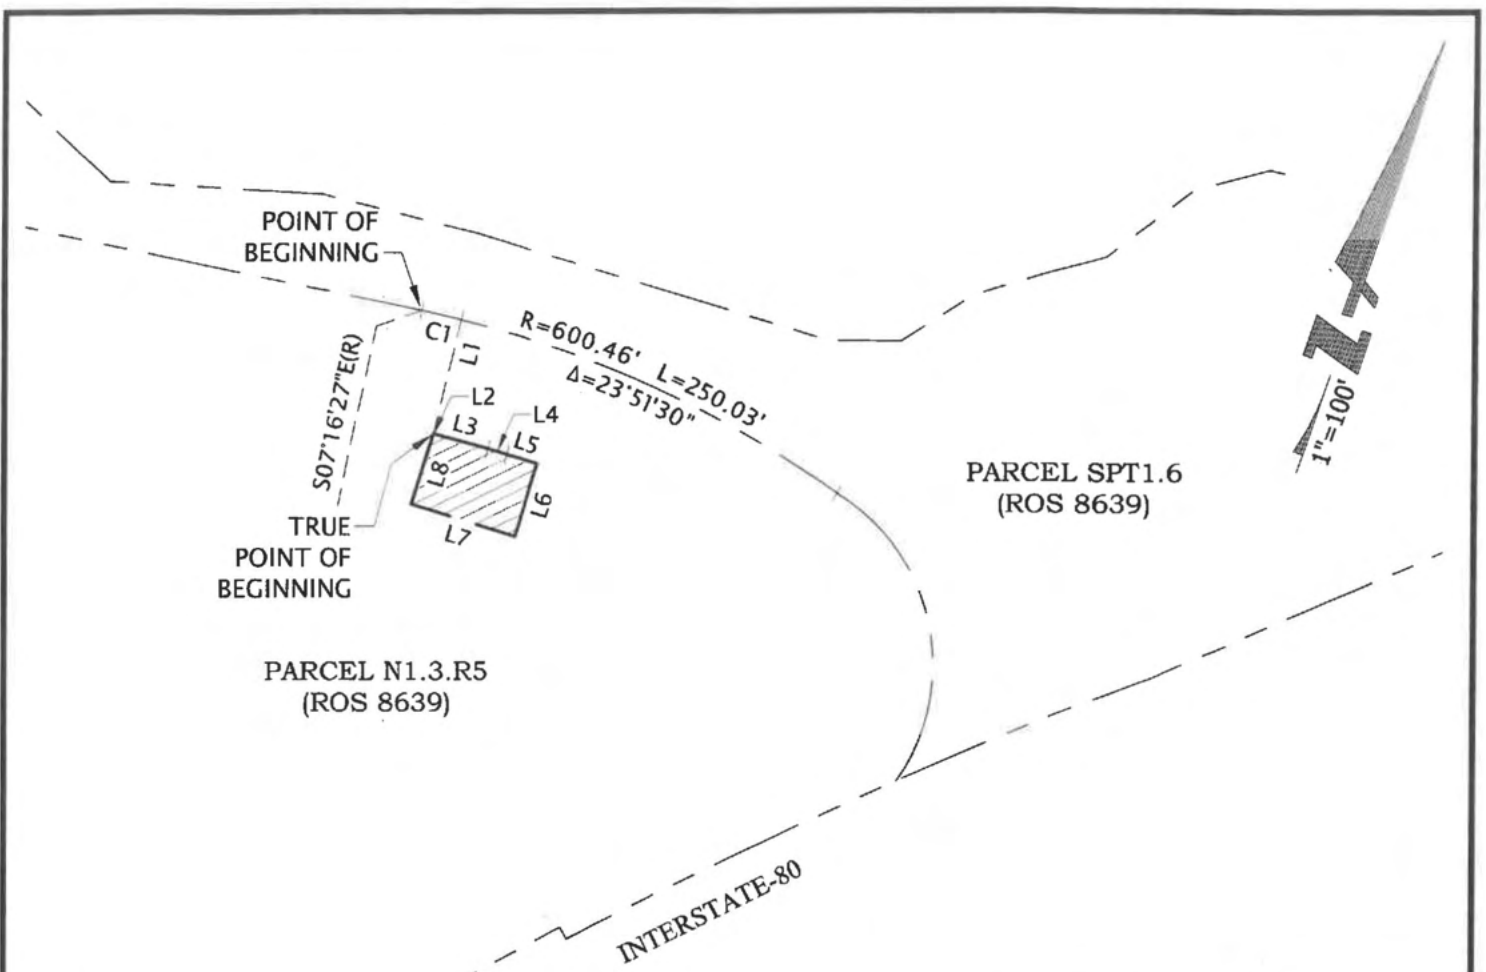 POINT OF
BEGINNING
C1
L1
R=600.46' L=250.03'
Δ=23°51'30"
S07°16'27"E(R)
L2
L3
L4
L5
L8
L6
L7
TRUE
POINT OF
BEGINNING
PARCEL SPT1.6
(ROS 8639)
N
1"=100'
PARCEL N1.3.R5
(ROS 8639)
INTERSTATE-80